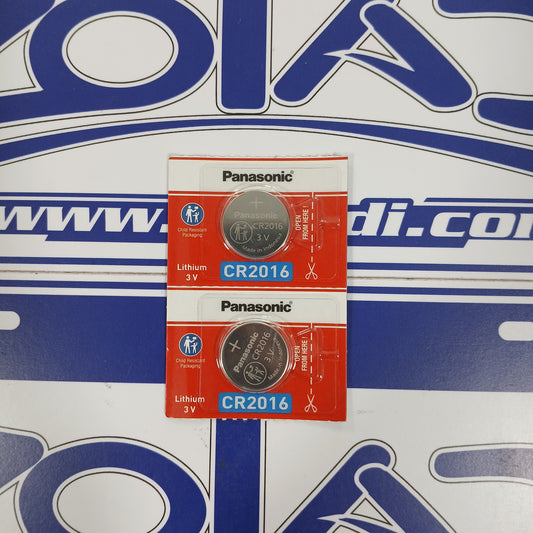 www.
di.com
Panasonic
Child Resistant
Packaging
Lithium
3 V
+
Panasonic
CR2016
3 V
Made in Indonesia
OPEN
FROM HERE!
CR2016
Panasonic
Child Resistant
Packaging
Lithium
3 V
+
Panasonic
CR2016
3 V
OPEN
FROM HERE!
CR2016